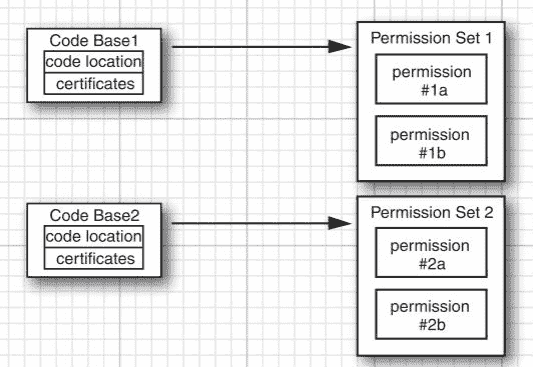 Code Base1
code location
certificates
Permission Set 1
permission
#1a
permission
#1b
Code Base2
code location
certificates
Permission Set 2
permission
#2a
permission
#2b